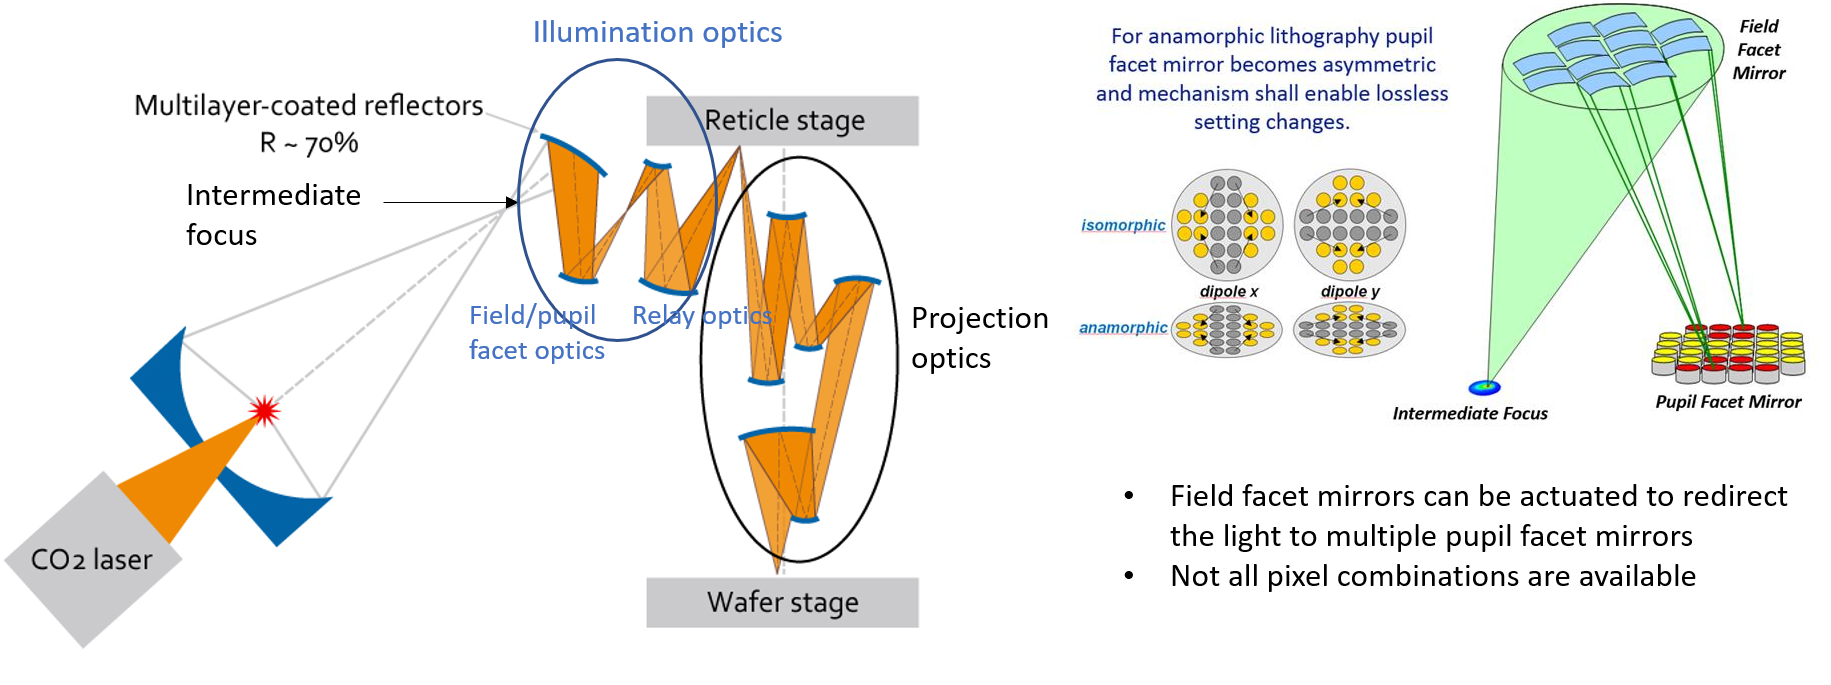 Illumination optics
Multilayer-coated reflectors
R ~ 70%
Intermediate
focus
Reticle stage
Field/pupil
facet optics
Relay optics
Projection
optics
CO2 laser
Wafer stage
For anamorphic lithography pupil
facet mirror becomes asymmetric
and mechanism shall enable lossless
setting changes.
isomorphic
dipole x
dipole y
anamorphic
Field
Facet
Mirror
Intermediate Focus
Pupil Facet Mirror
• Field facet mirrors can be actuated to redirect
the light to multiple pupil facet mirrors
• Not all pixel combinations are available